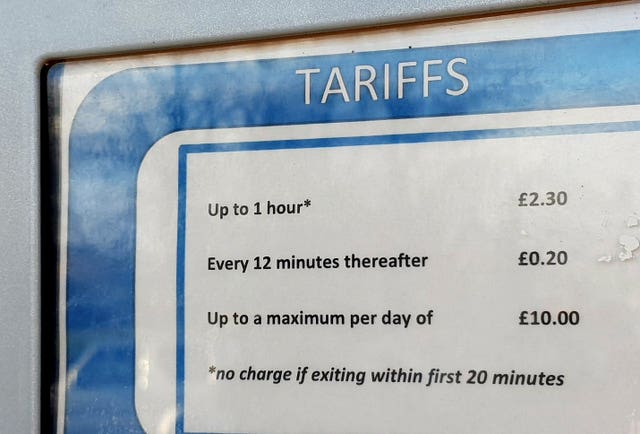 TARIFFS
Up to 1 hour* £2.30
Every 12 minutes thereafter £0.20
Up to a maximum per day of £10.00
*no charge if exiting within first 20 minutes